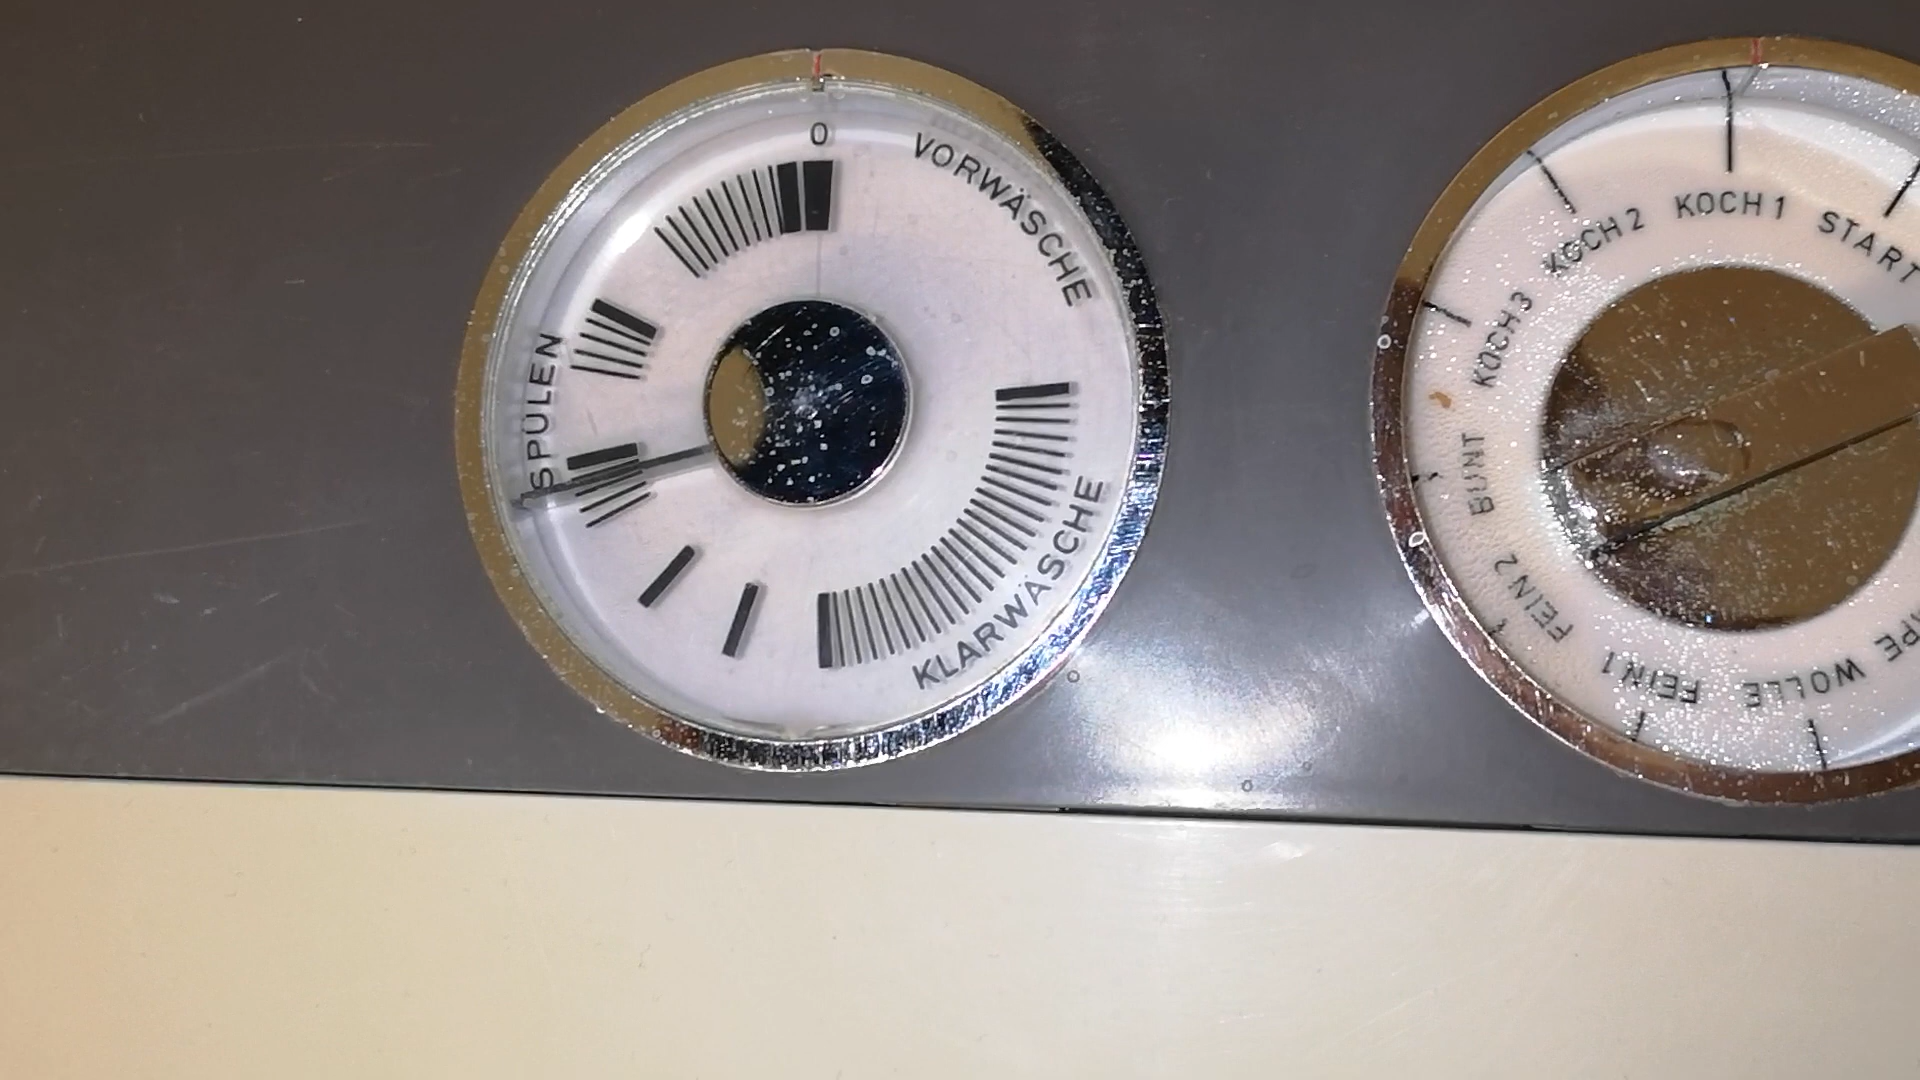 0
VORWÄSCHE
KLARWÄSCHE
SPÜLEN
START
KOCH 1
KOCH 2
KOCH 3
BUNT
FEIN 2
FEIN 1
WOLLE